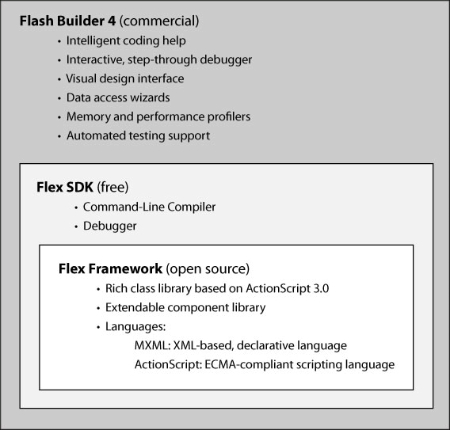 Flash Builder 4 (commercial)
• Intelligent coding help
• Interactive, step-through debugger
• Visual design interface
• Data access wizards
• Memory and performance profilers
• Automated testing support
Flex SDK (free)
• Command-Line Compiler
• Debugger
Flex Framework (open source)
• Rich class library based on ActionScript 3.0
• Extendable component library
• Languages:
MXML: XML-based, declarative language
ActionScript: ECMA-compliant scripting language